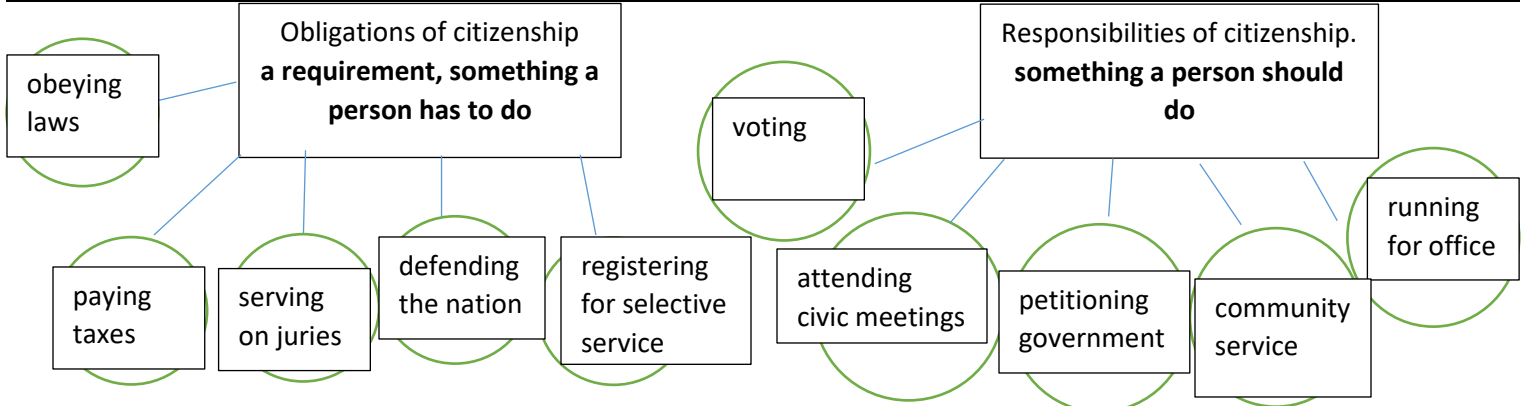 Obligations of citizenship
a requirement, something a
person has to do
obeying
laws
paying
taxes
serving
on juries
defending
the nation
registering
for selective
service
Responsibilities of citizenship.
something a person should
do
voting
attending
civic meetings
petitioning
government
community
service
running
for office